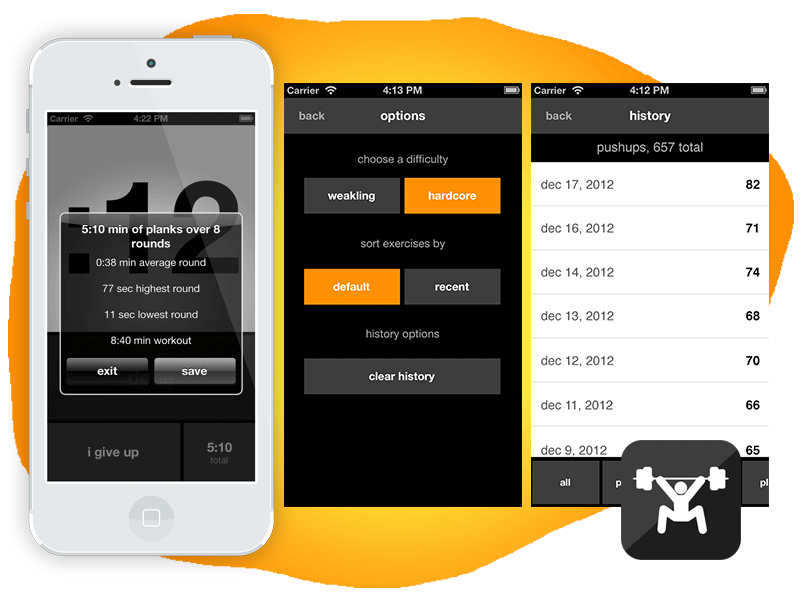 Carrier 4:22 PM
:12
5:10 min of planks over 8
rounds
0:38 min average round
77 sec highest round
11 sec lowest round
8:40 min workout
exit save
i give up
5:10
total
Carrier 4:13 PM
back options
choose a difficulty
weakling hardcore
sort exercises by
default recent
history options
clear history
Carrier 4:12 PM
back history
pushups, 657 total
dec 17, 2012 82
dec 16, 2012 71
dec 14, 2012 74
dec 13, 2012 68
dec 12, 2012 70
dec 11, 2012 66
dec 9, 2012 65
all p pl